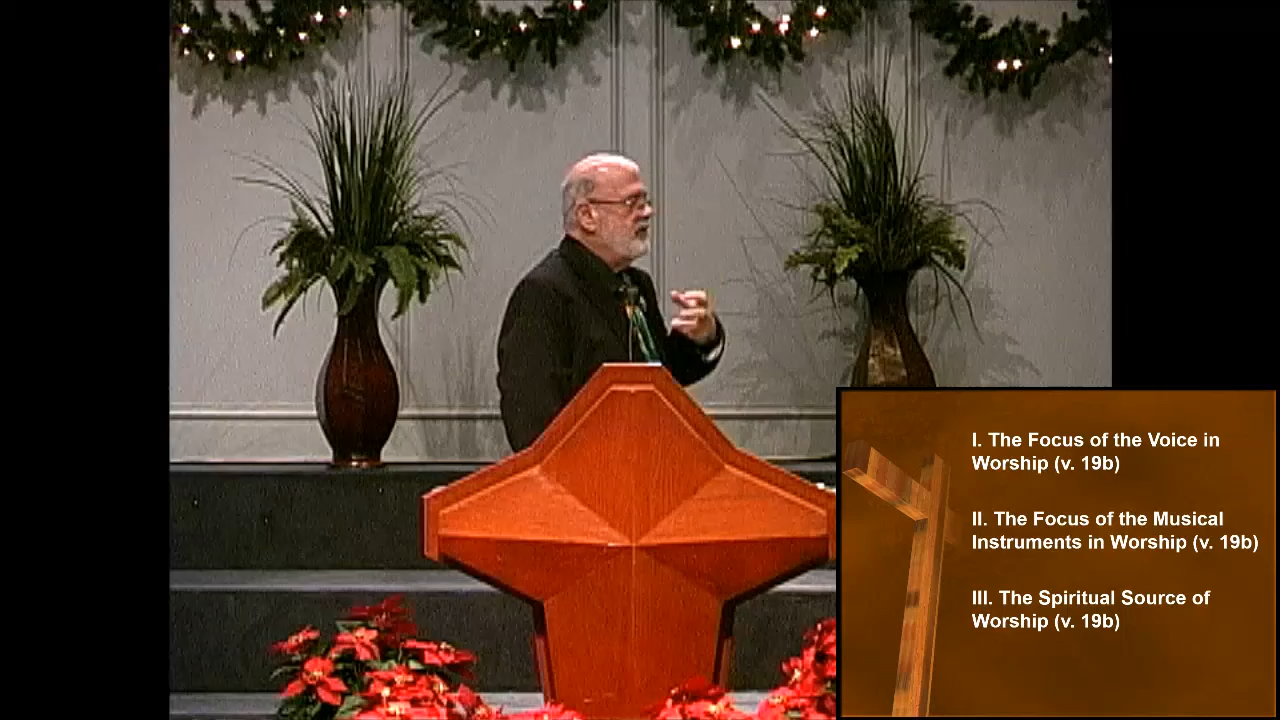 I. The Focus of the Voice in
Worship (v. 19b)
II. The Focus of the Musical
Instruments in Worship (v. 19b)
III. The Spiritual Source of
Worship (v. 19b)